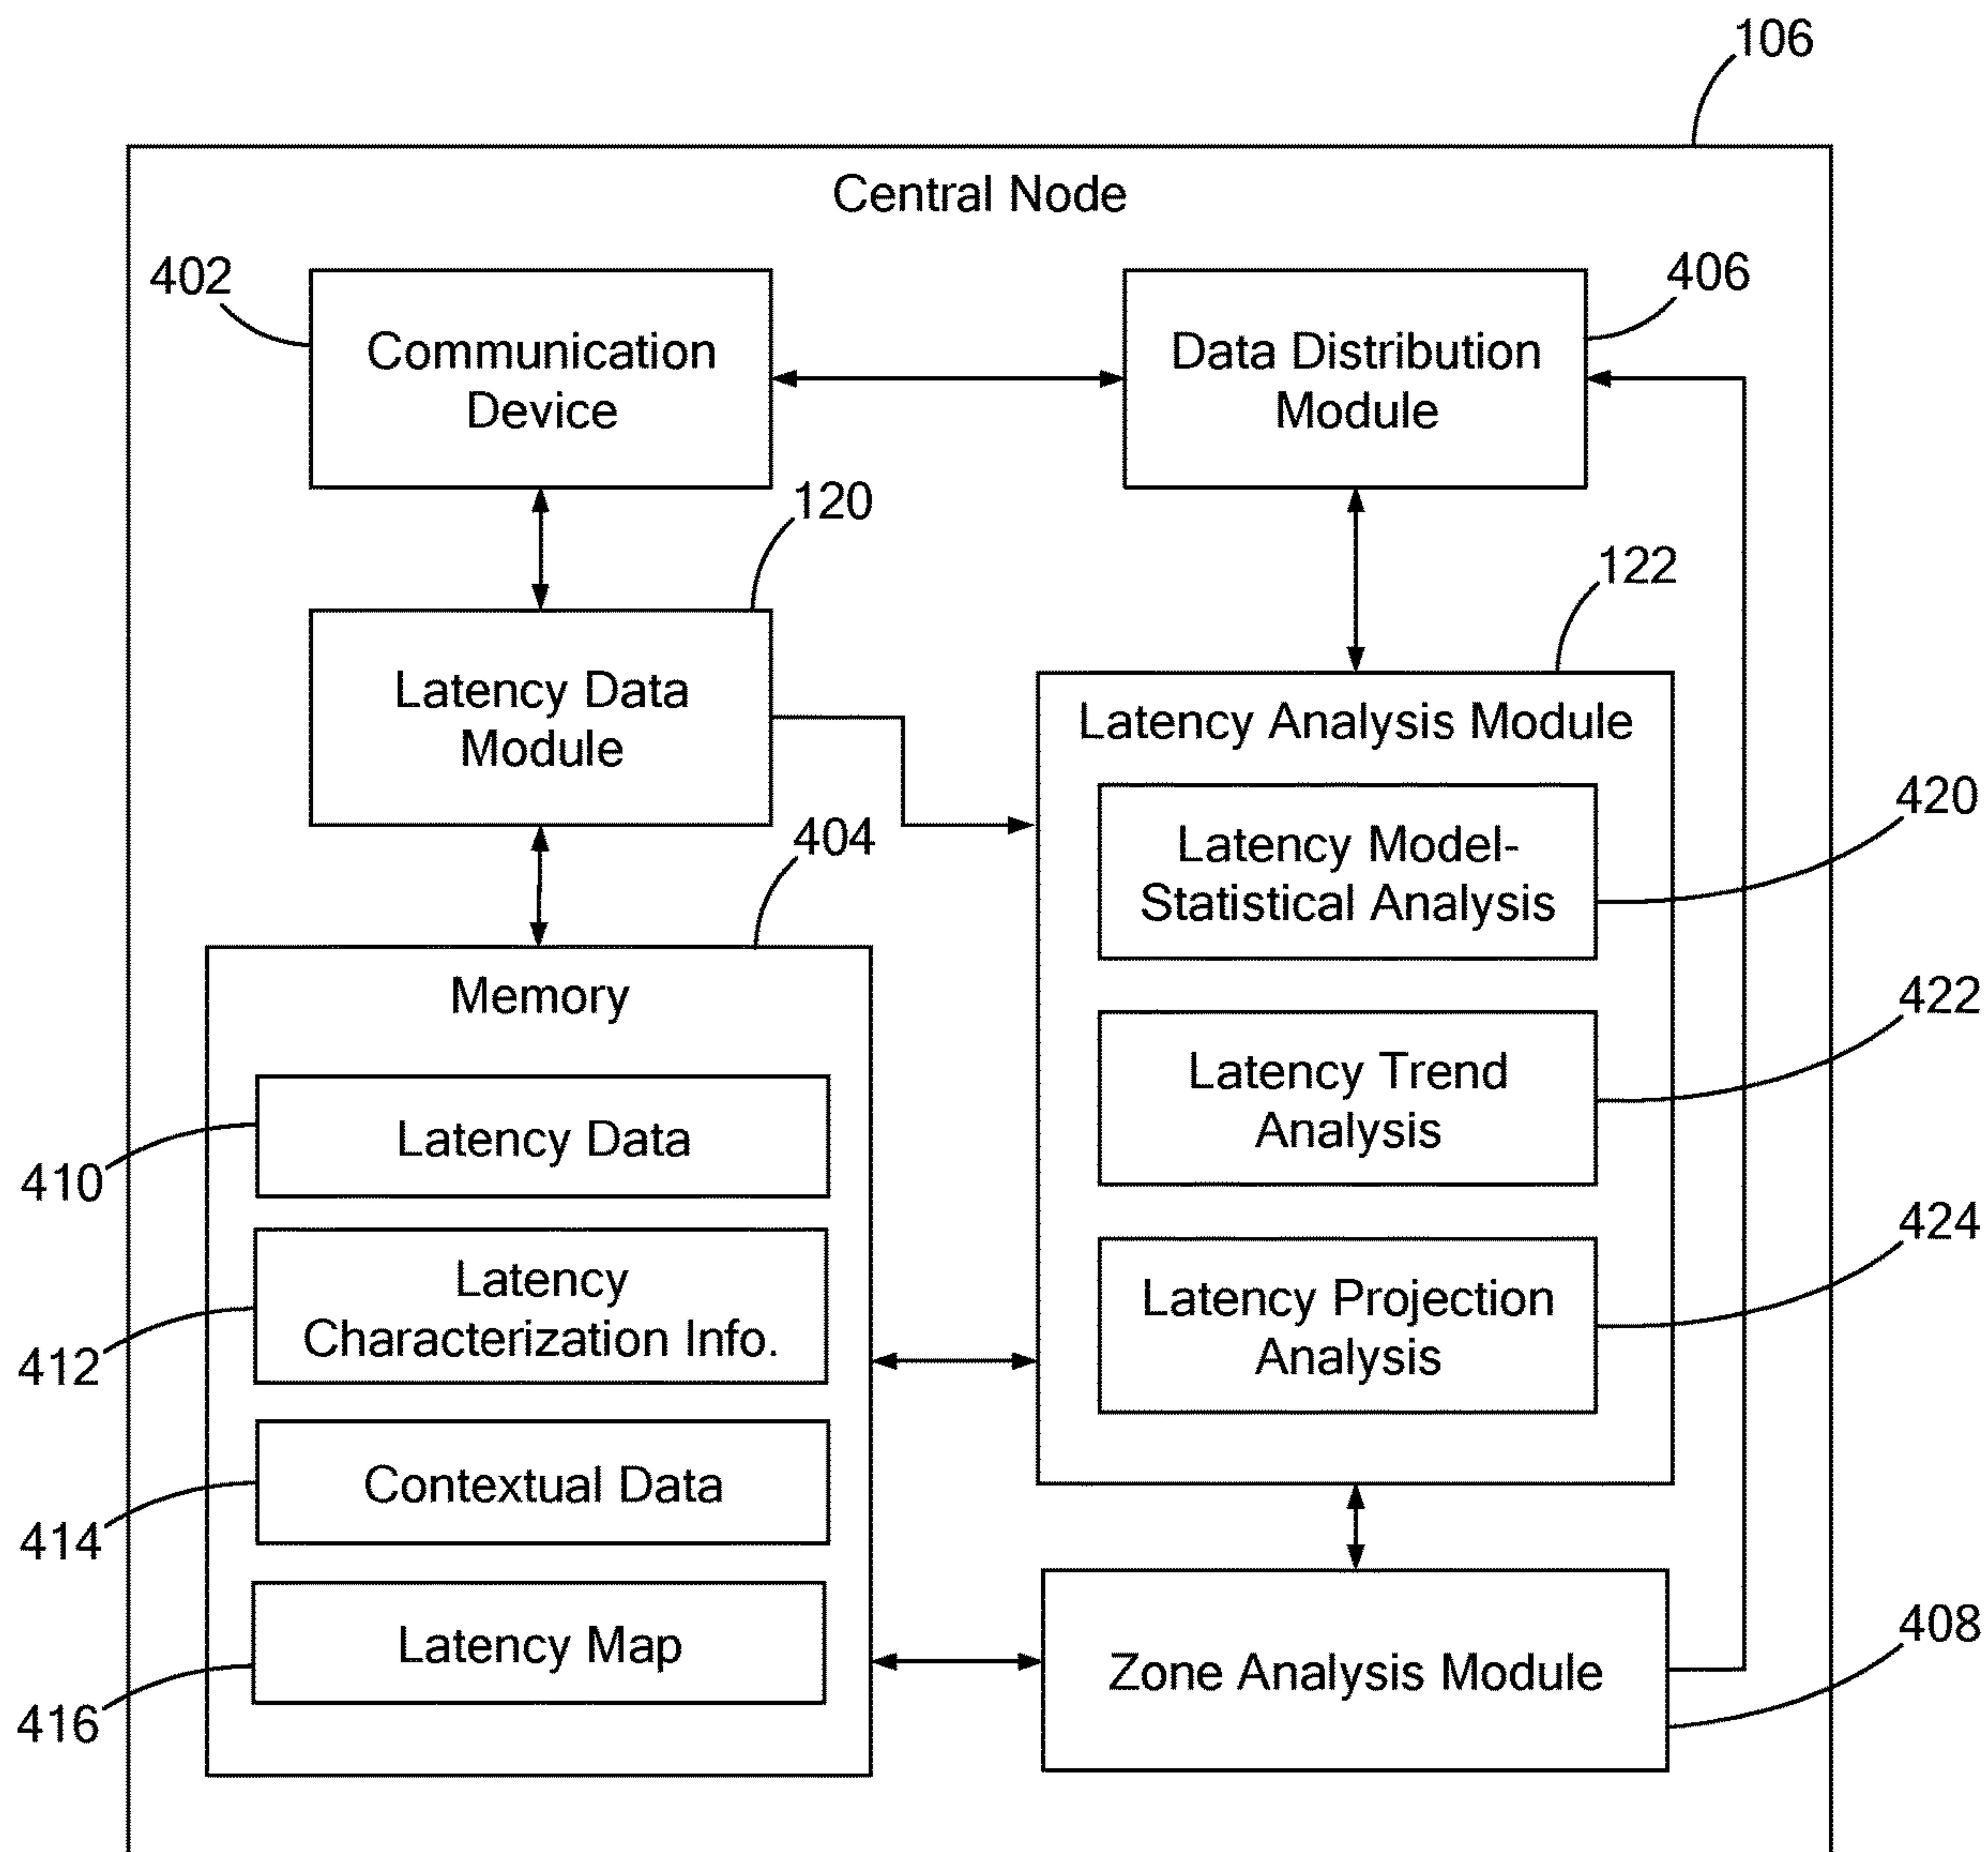 106
Central Node
402
Communication
Device
406
Data Distribution
Module
120
Latency Data
Module
122
Latency Analysis Module
420
Latency Model-
Statistical Analysis
422
Latency Trend
Analysis
424
Latency Projection
Analysis
404
Memory
410
Latency Data
412
Latency
Characterization Info.
414
Contextual Data
416
Latency Map
408
Zone Analysis Module